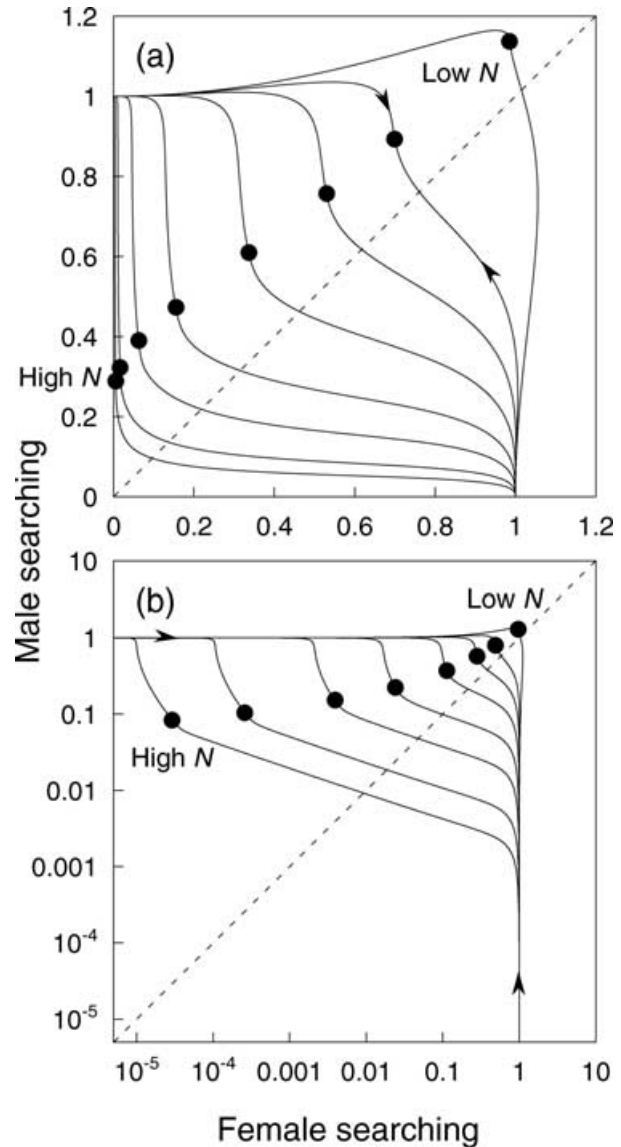 (a)
1.2
1
0.8
0.6
0.4
0.2
0
Low N
High N
0 0.2 0.4 0.6 0.8 1 1.2
Male searching
(b)
10
1
0.1
0.01
0.001
10⁻⁴
10⁻⁵
Low N
High N
10⁻⁵ 10⁻⁴ 0.001 0.01 0.1 1 10
Female searching